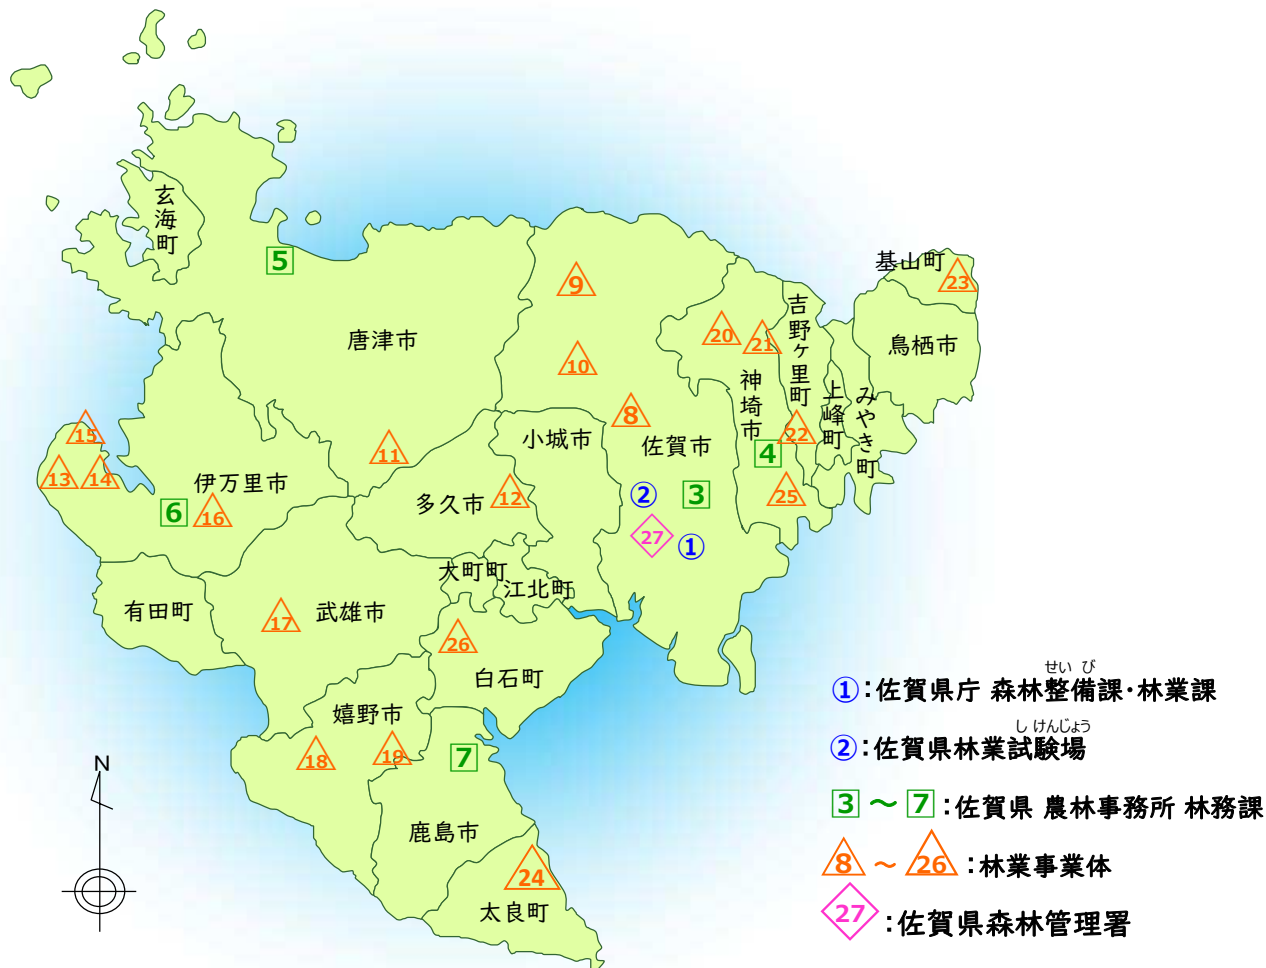 玄海町
5
唐津市
9
10
8
11
基山町
23
鳥栖市
吉野ヶ里町
20
21
神埼市
上峰町
みやき町
22
4
25
小城市
佐賀市
2
3
27
1
15
13
14
伊万里市
6
16
多久市
12
有田町
17
武雄市
大町町
江北町
26
白石町
嬉野市
18
19
7
鹿島市
24
太良町
N
せい び
①:佐賀県庁 森林整備課・林業課
し けんじょう
②:佐賀県林業試験場
3 ~ 7 :佐賀県 農林事務所 林務課
8 ~ 26 :林業事業体
27 :佐賀県森林管理署